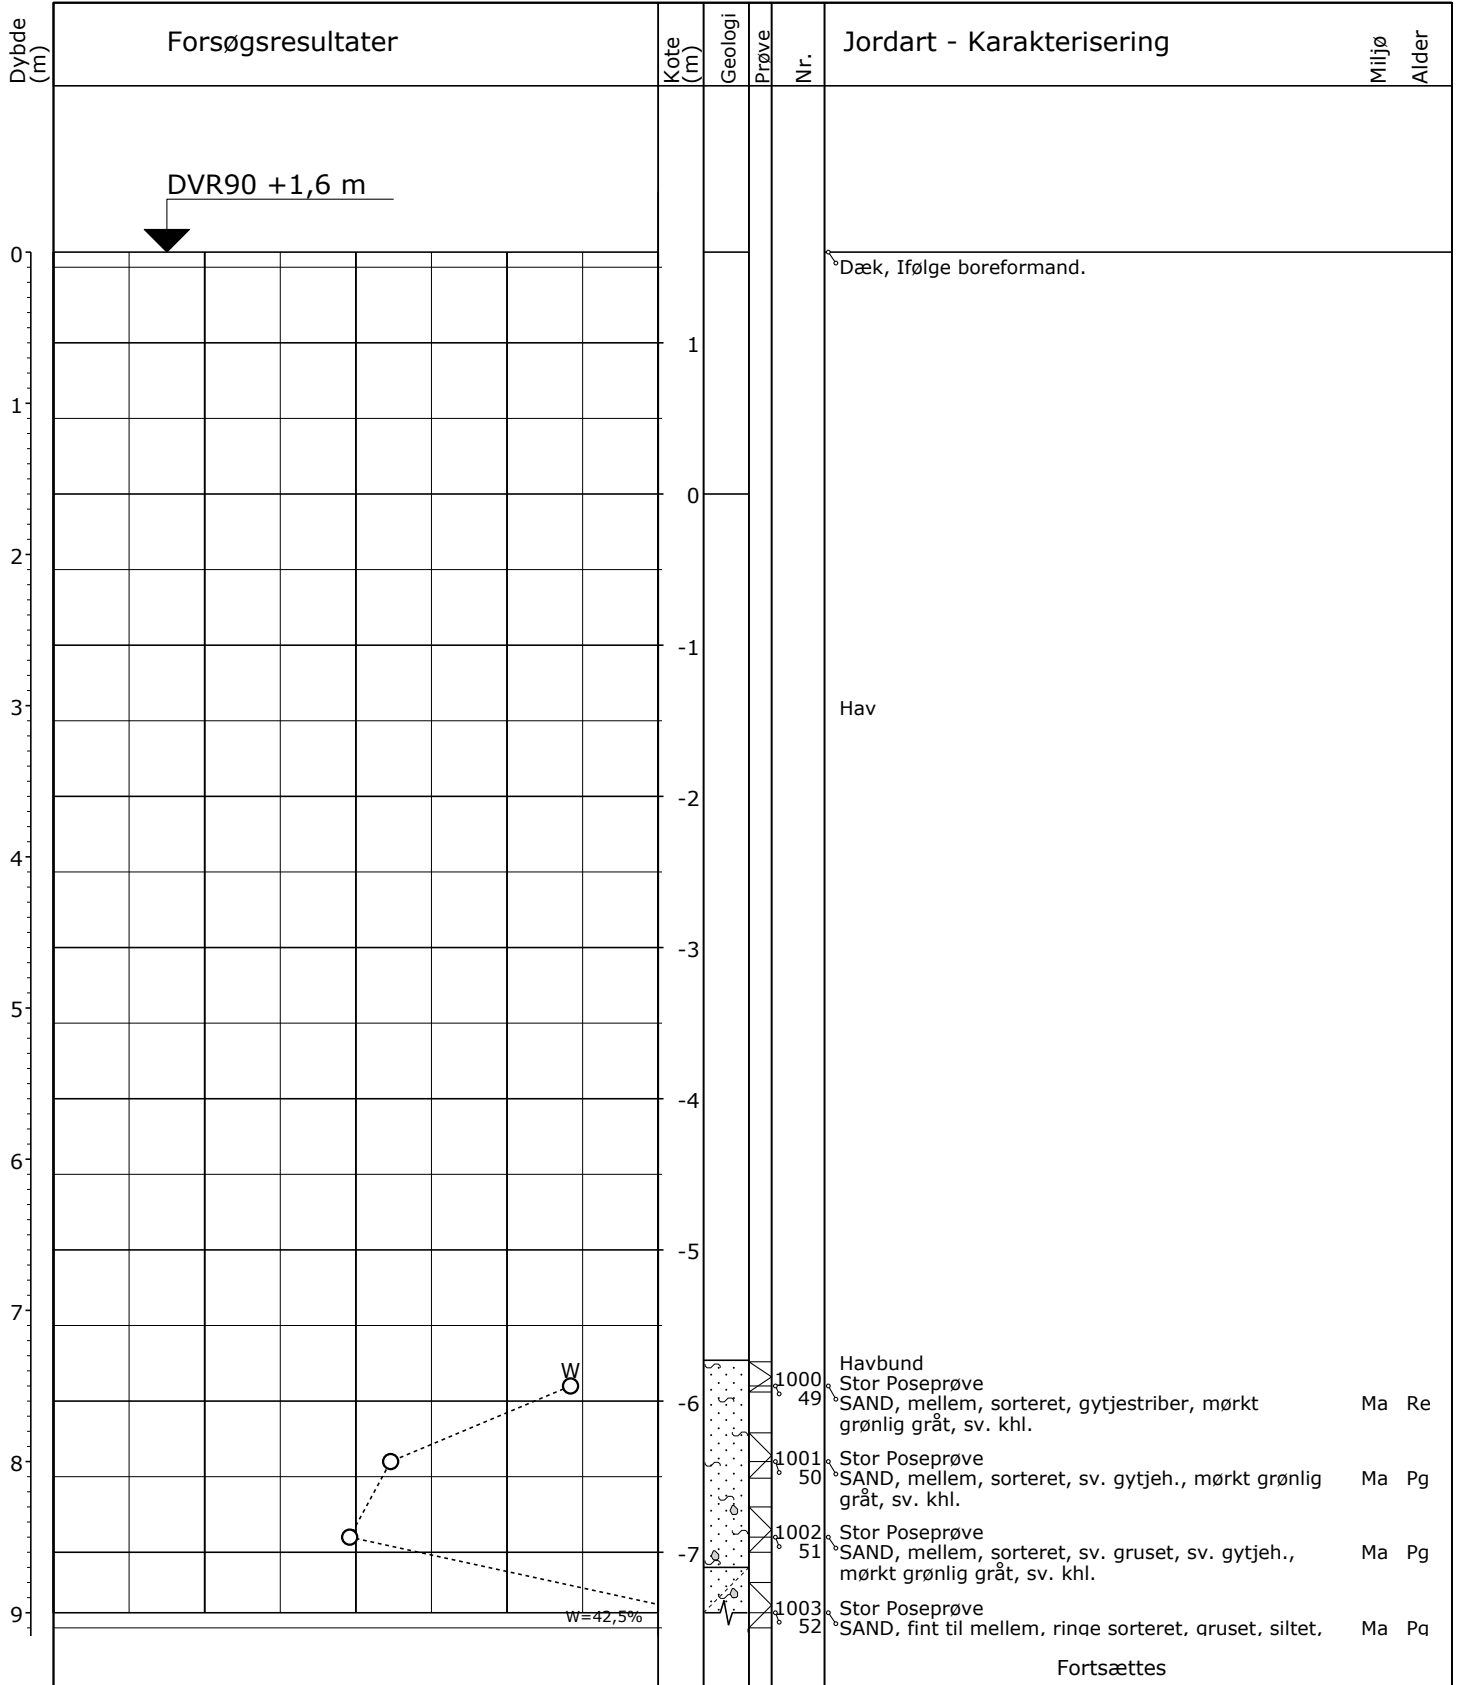 Dybde
(m)
Forsøgsresultater
Kote
(m)
Geologi
Prøve
Nr.
Jordart - Karakterisering
Miljø
Alder
DVR90 +1,6 m
0
Dæk, Ifølge boreformand.
1
1
0
2
-1
3
Hav
-2
4
-3
5
-4
6
-5
7
Havbund
W
1000 Stor Poseprøve
49 SAND, mellem, sorteret, gytjestriber, mørkt Ma Re
-6
grønlig gråt, sv. khl.
8
1001 Stor Poseprøve
50 SAND, mellem, sorteret, sv. gytjeh., mørkt grønlig Ma Pg
gråt, sv. khl.
1002 Stor Poseprøve
-7
51 SAND, mellem, sorteret, sv. gruset, sv. gytjeh., Ma Pg
mørkt grønlig gråt, sv. khl.
9
W=42,5%
1003 Stor Poseprøve
52 SAND, fint til mellem, ringe sorteret, gruset, siltet, Ma Pg
Fortsættes